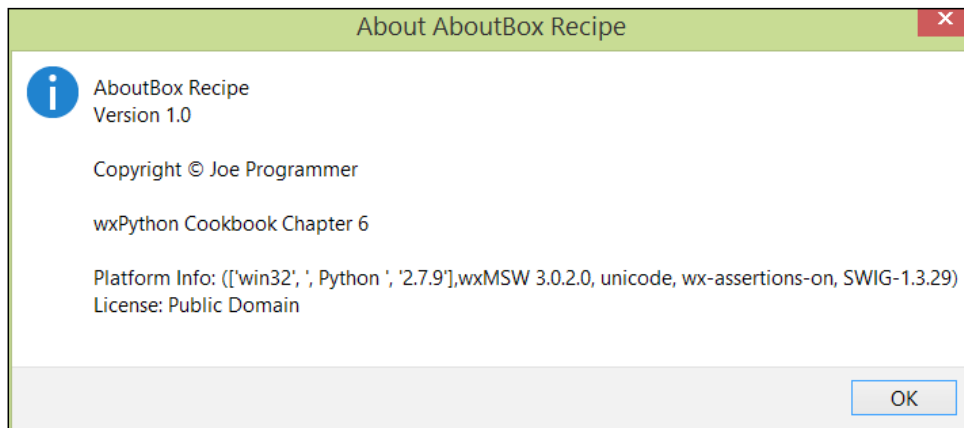 About AboutBox Recipe
AboutBox Recipe
Version 1.0
Copyright © Joe Programmer
wxPython Cookbook Chapter 6
Platform Info: (['win32', ', Python ', '2.7.9'],wxMSW 3.0.2.0, unicode, wx-assertions-on, SWIG-1.3.29)
License: Public Domain
OK